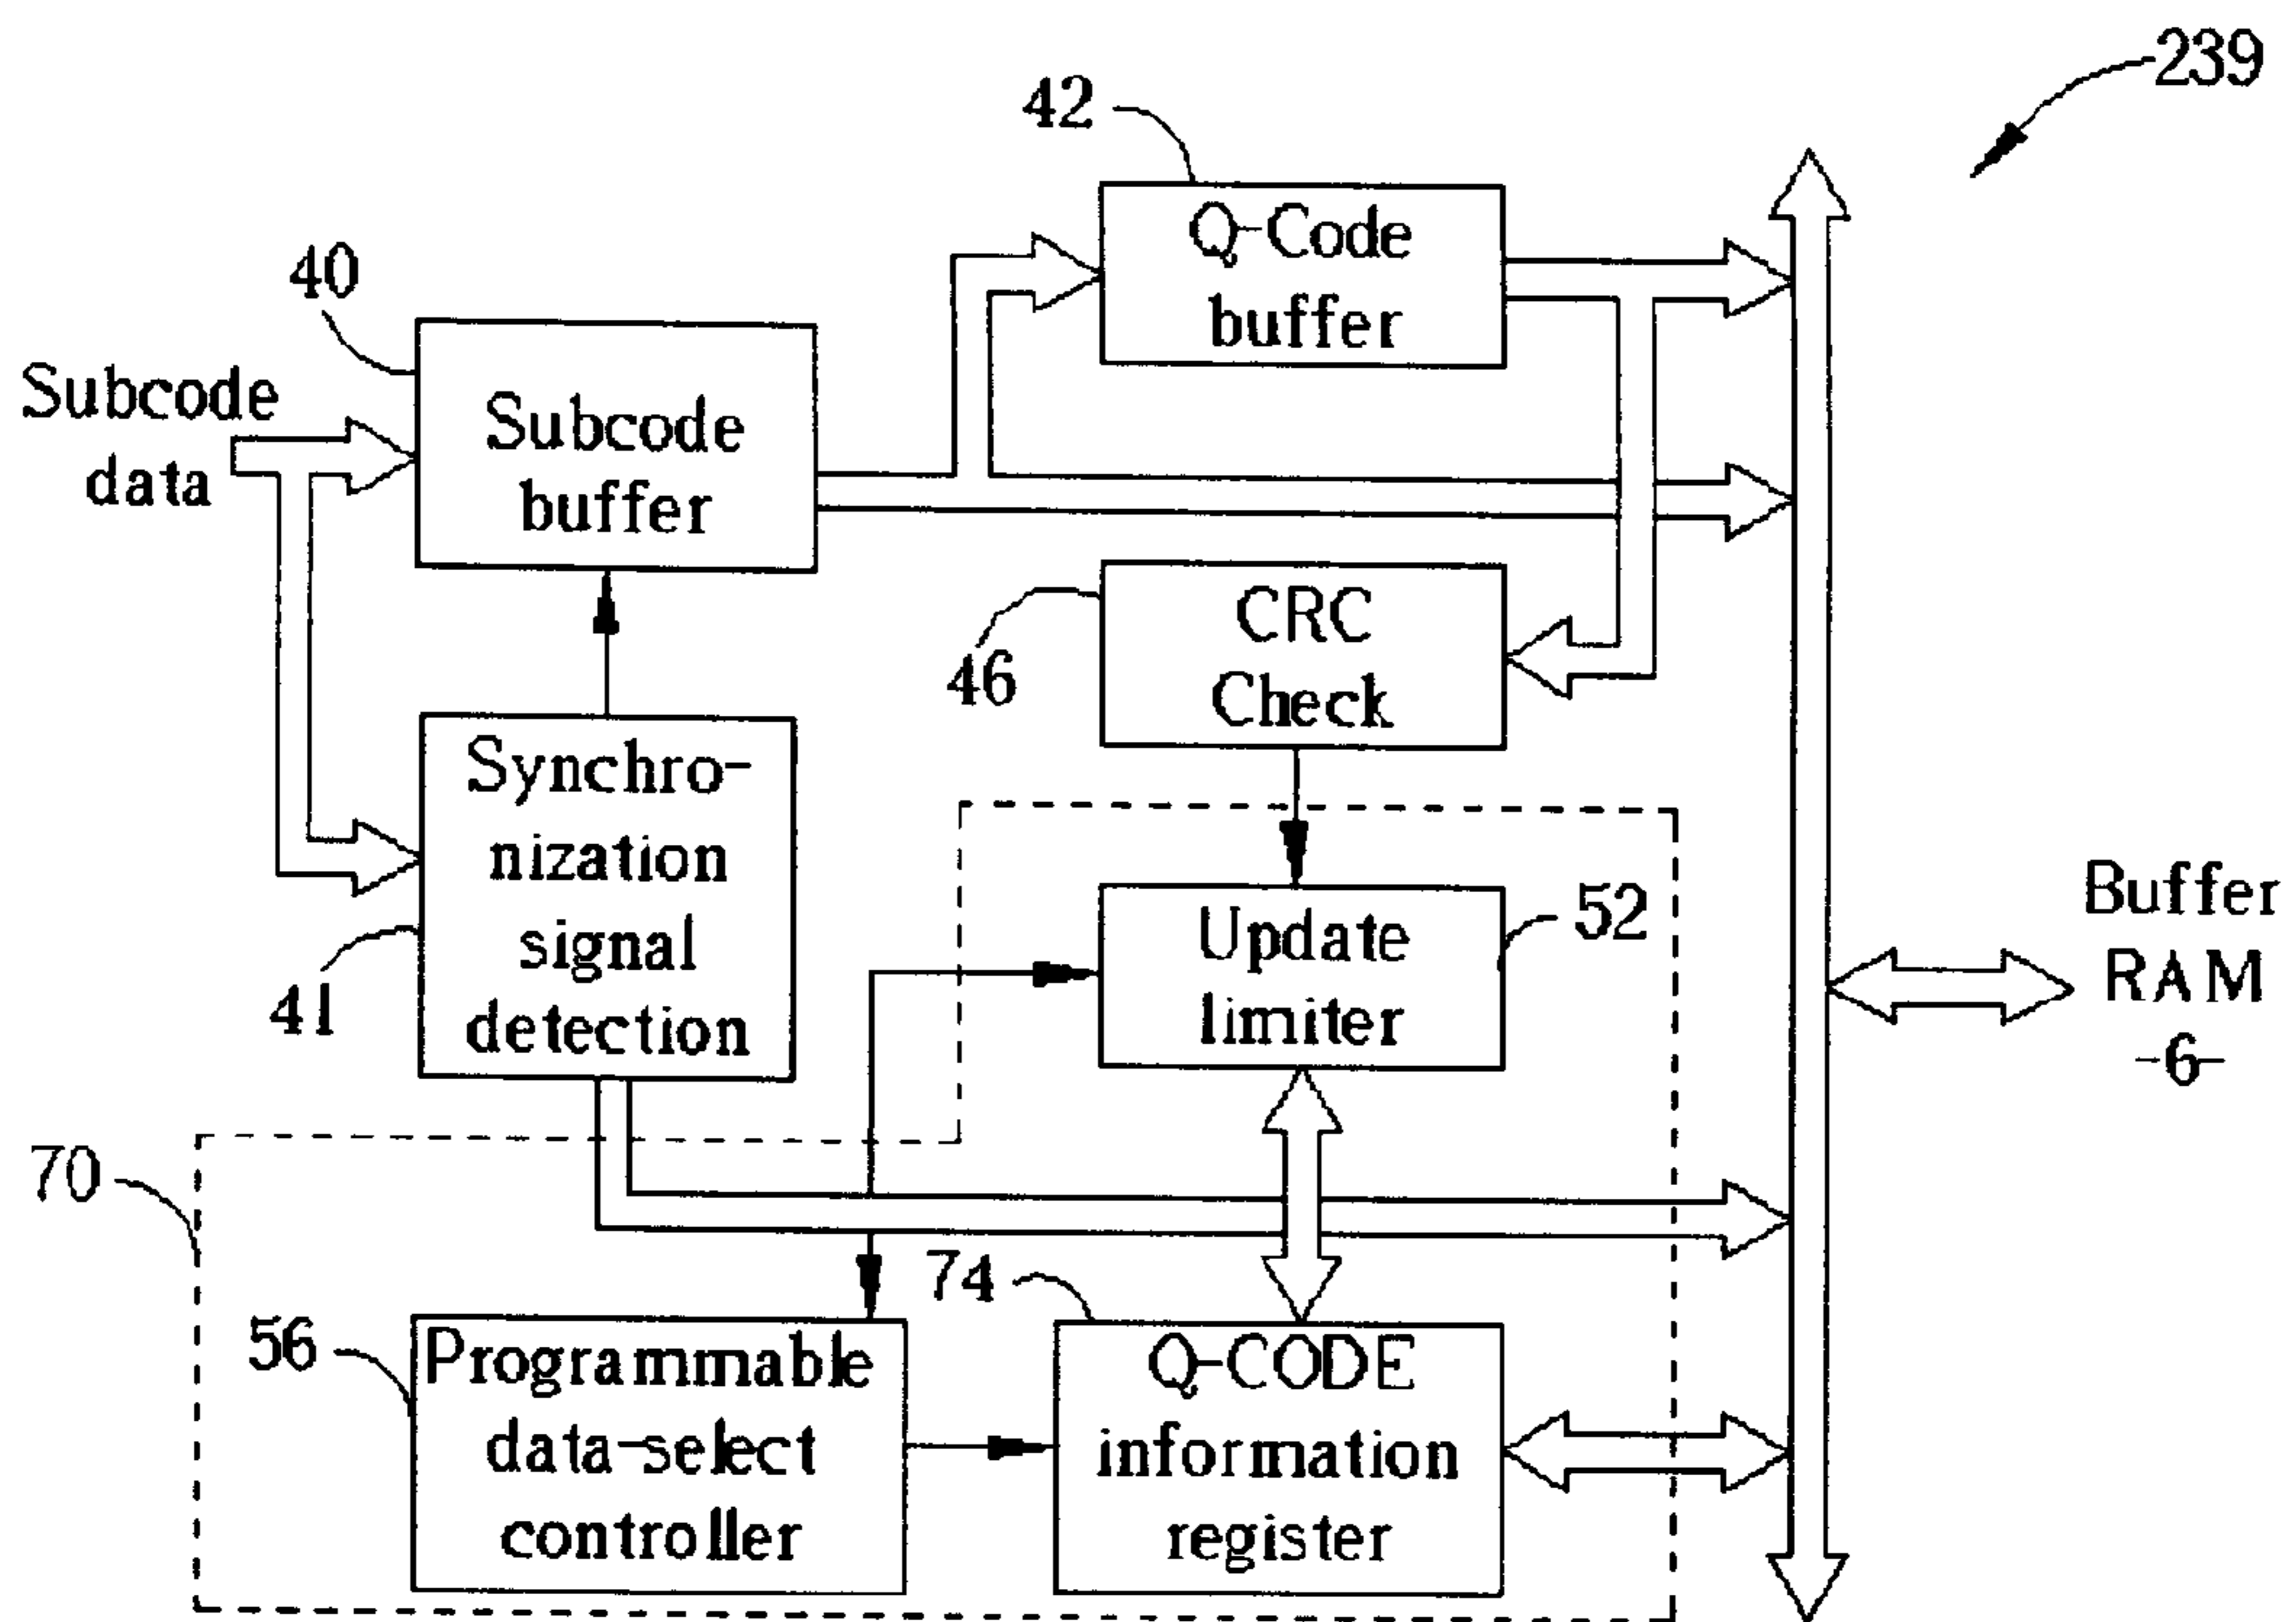 239
42
Q-Code
buffer
40
Subcode
data
Subcode
buffer
46
CRC
Check
Synchro-
nization
signal
detection
41
52
Update
limiter
Buffer
RAM
-6-
70
74
56
Programmable
data-select
controller
Q-CODE
information
register